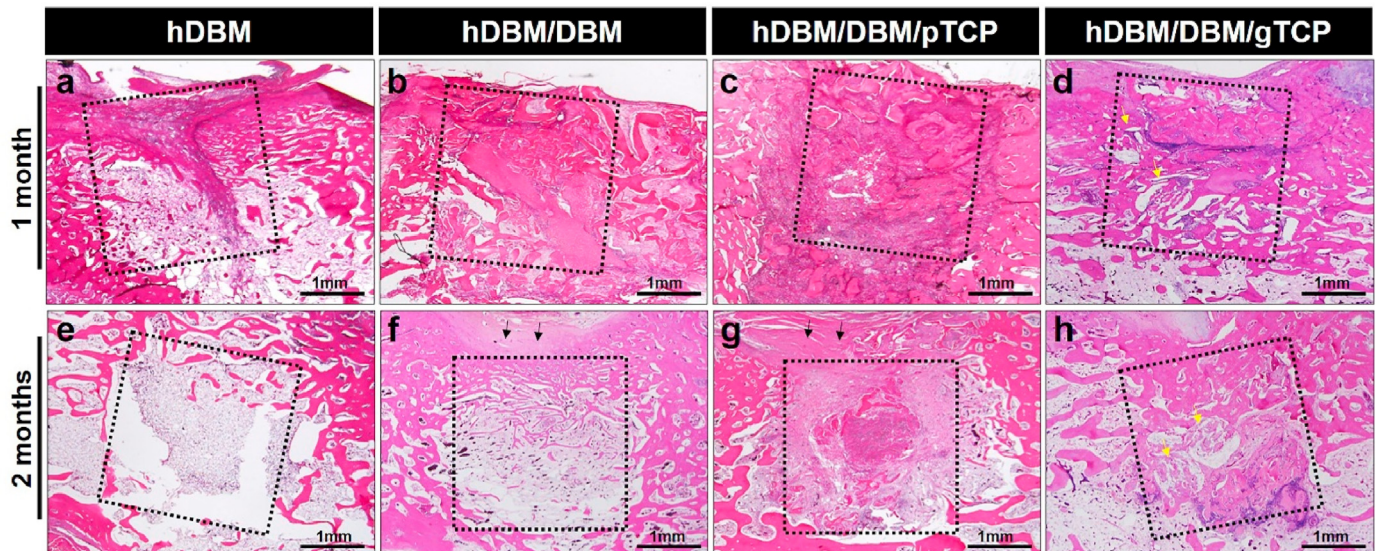 hDBM hDBM/DBM hDBM/DBM/pTCP hDBM/DBM/gTCP
1 month
a b c d
1mm 1mm 1mm 1mm
2 months
e f g h
1mm 1mm 1mm 1mm